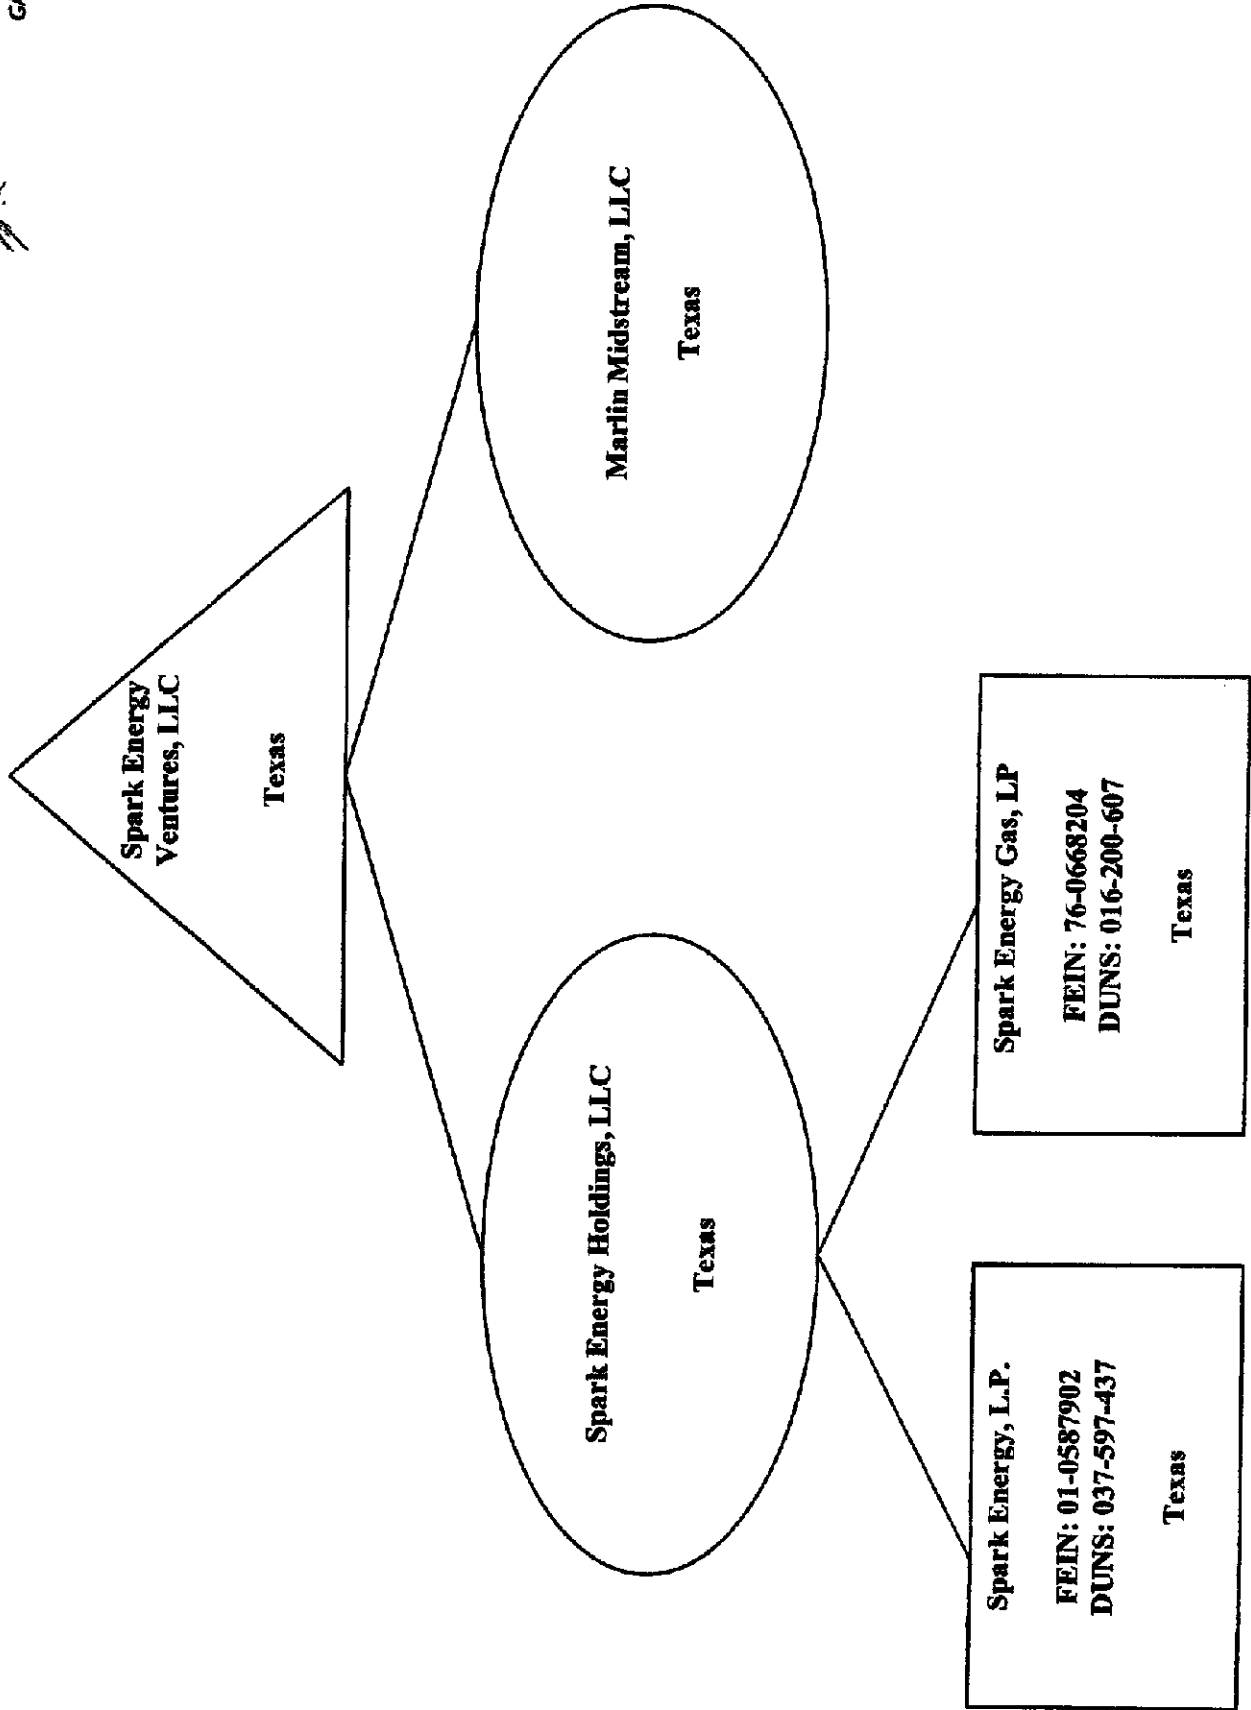 Spark Energy
Ventures, LLC
Texas
Spark Energy Holdings, LLC
Texas
Marlin Midstream, LLC
Texas
Spark Energy, L.P.
FEIN: 01-0587902
DUNS: 037-597-437
Texas
Spark Energy Gas, LP
FEIN: 76-0668204
DUNS: 016-200-607
Texas